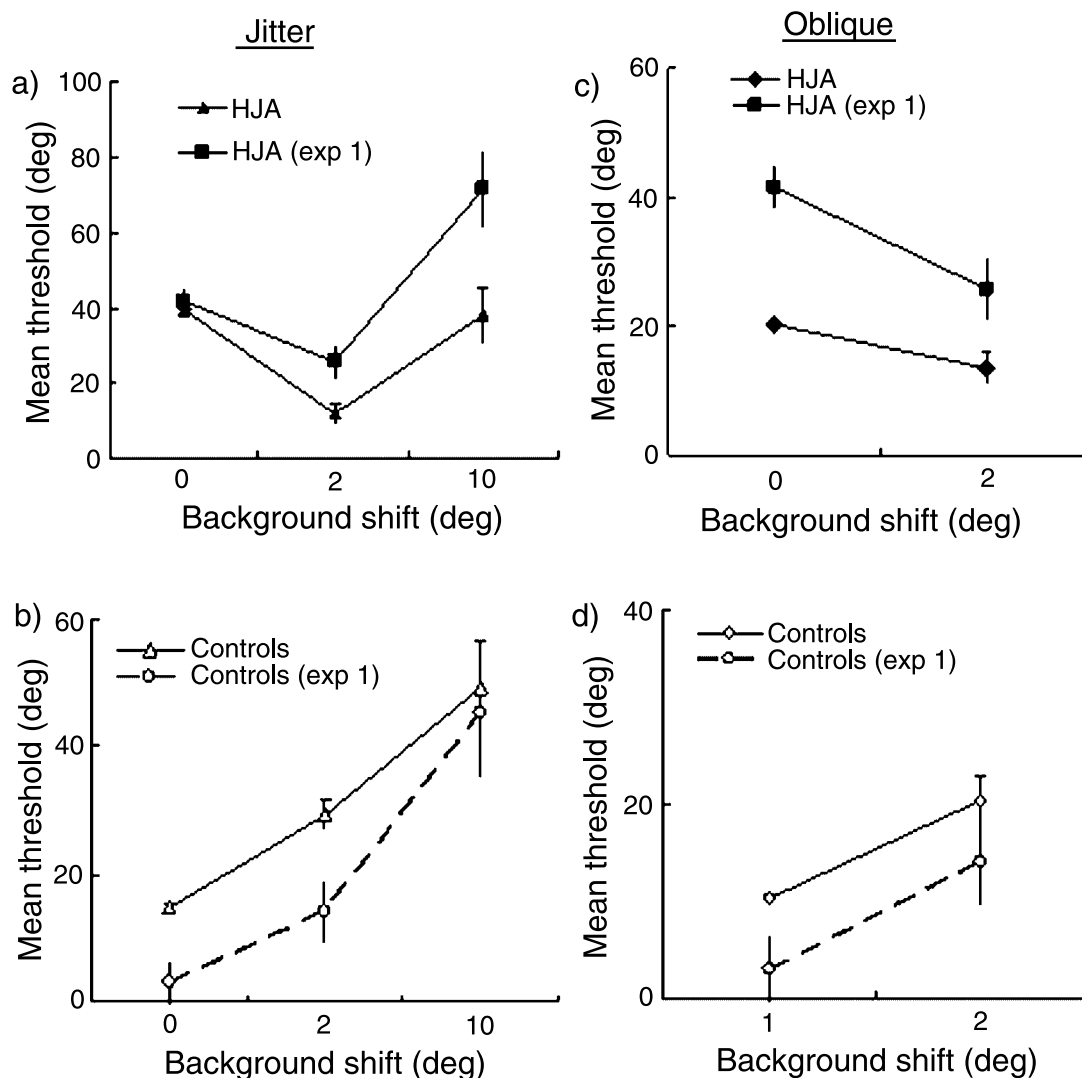 Jitter
a)
100
80
60
40
20
0
Mean threshold (deg)
HJA
HJA (exp 1)
0 2 10
Background shift (deg)
Oblique
c)
60
40
20
0
Mean threshold (deg)
HJA
HJA (exp 1)
0 2
Background shift (deg)
b)
60
40
20
0
Mean threshold (deg)
Controls
Controls (exp 1)
0 2 10
Background shift (deg)
d)
40
20
0
Mean threshold (deg)
Controls
Controls (exp 1)
1 2
Background shift (deg)